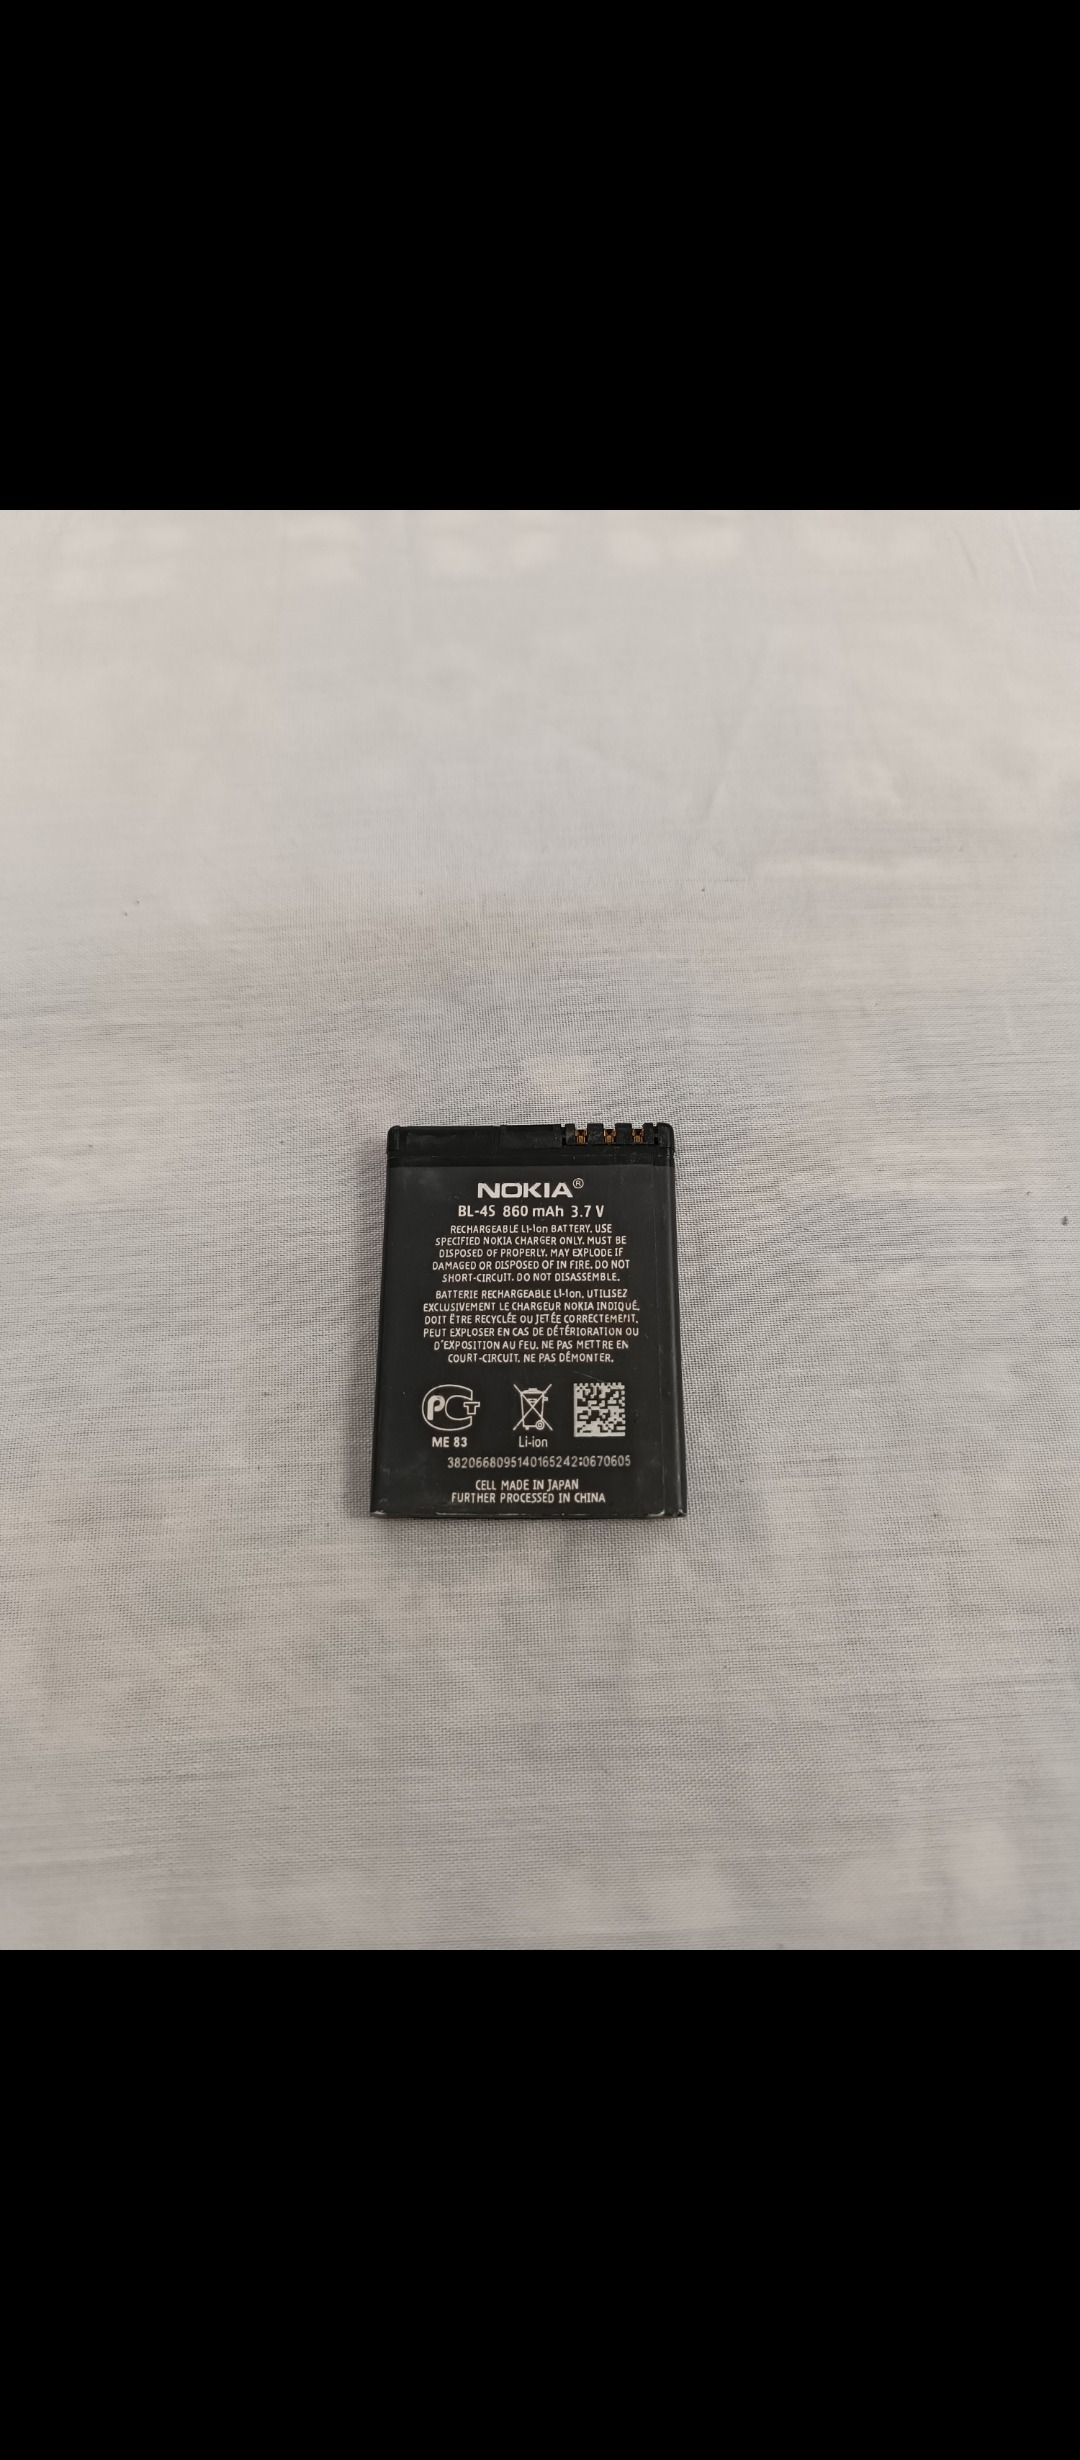 NOKIA®
BL-4S 860 mAh 3.7 V
RECHARGEABLE Li-Ion BATTERY. USE
SPECIFIED NOKIA CHARGER ONLY. MUST BE
DISPOSED OF PROPERLY. MAY EXPLODE IF
DAMAGED OR DISPOSED OF IN FIRE. DO NOT
SHORT-CIRCUIT. DO NOT DISASSEMBLE.
BATTERIE RECHARGEABLE Li-Ion. UTILISEZ
EXCLUSIVEMENT LE CHARGEUR NOKIA INDIQUÉ.
DOIT ÊTRE RECYCLÉE OU JETÉE CORRECTEMENT.
PEUT EXPLOSER EN CAS DE DÉTÉRIORATION OU
D'EXPOSITION AU FEU. NE PAS METTRE EN
COURT-CIRCUIT. NE PAS DÉMONTER.
PCT
ME 83 Li-ion
3820668095140165242:0670605
CELL MADE IN JAPAN
FURTHER PROCESSED IN CHINA